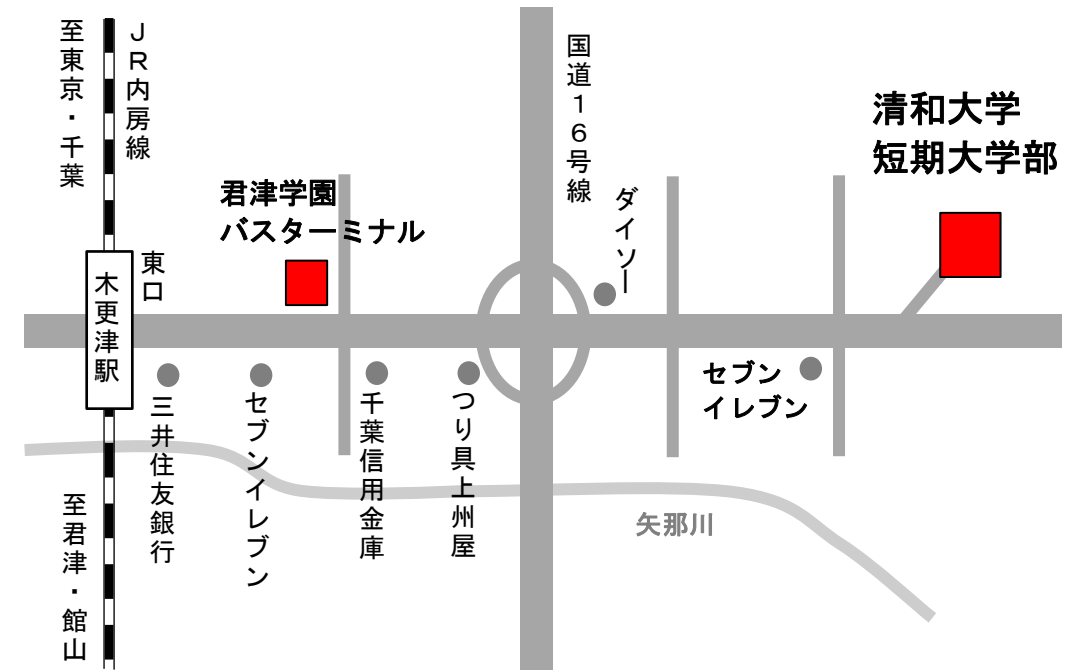 至東京・千葉
ＪＲ内房線
国道１６号線
清和大学
短期大学部
君津学園
バスターミナル
ダイソー
東口
木更津駅
セブン
イレブン
三井住友銀行
セブンイレブン
千葉信用金庫
つり具上州屋
矢那川
至君津・館山